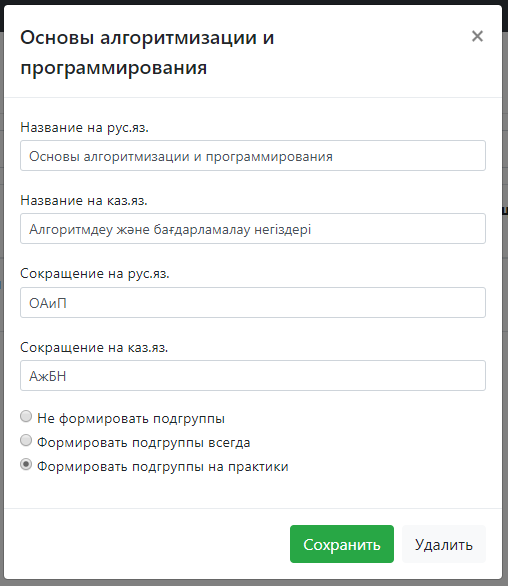 Основы алгоритмизации и
программирования
×
Название на рус.яз.
Основы алгоритмизации и программирования
Название на каз.яз.
Алгоритмдеу және бағдарламалау негіздері
Сокращение на рус.яз.
ОАиП
Сокращение на каз.яз.
АжБН
Не формировать подгруппы
Формировать подгруппы всегда
Формировать подгруппы на практики
Сохранить
Удалить